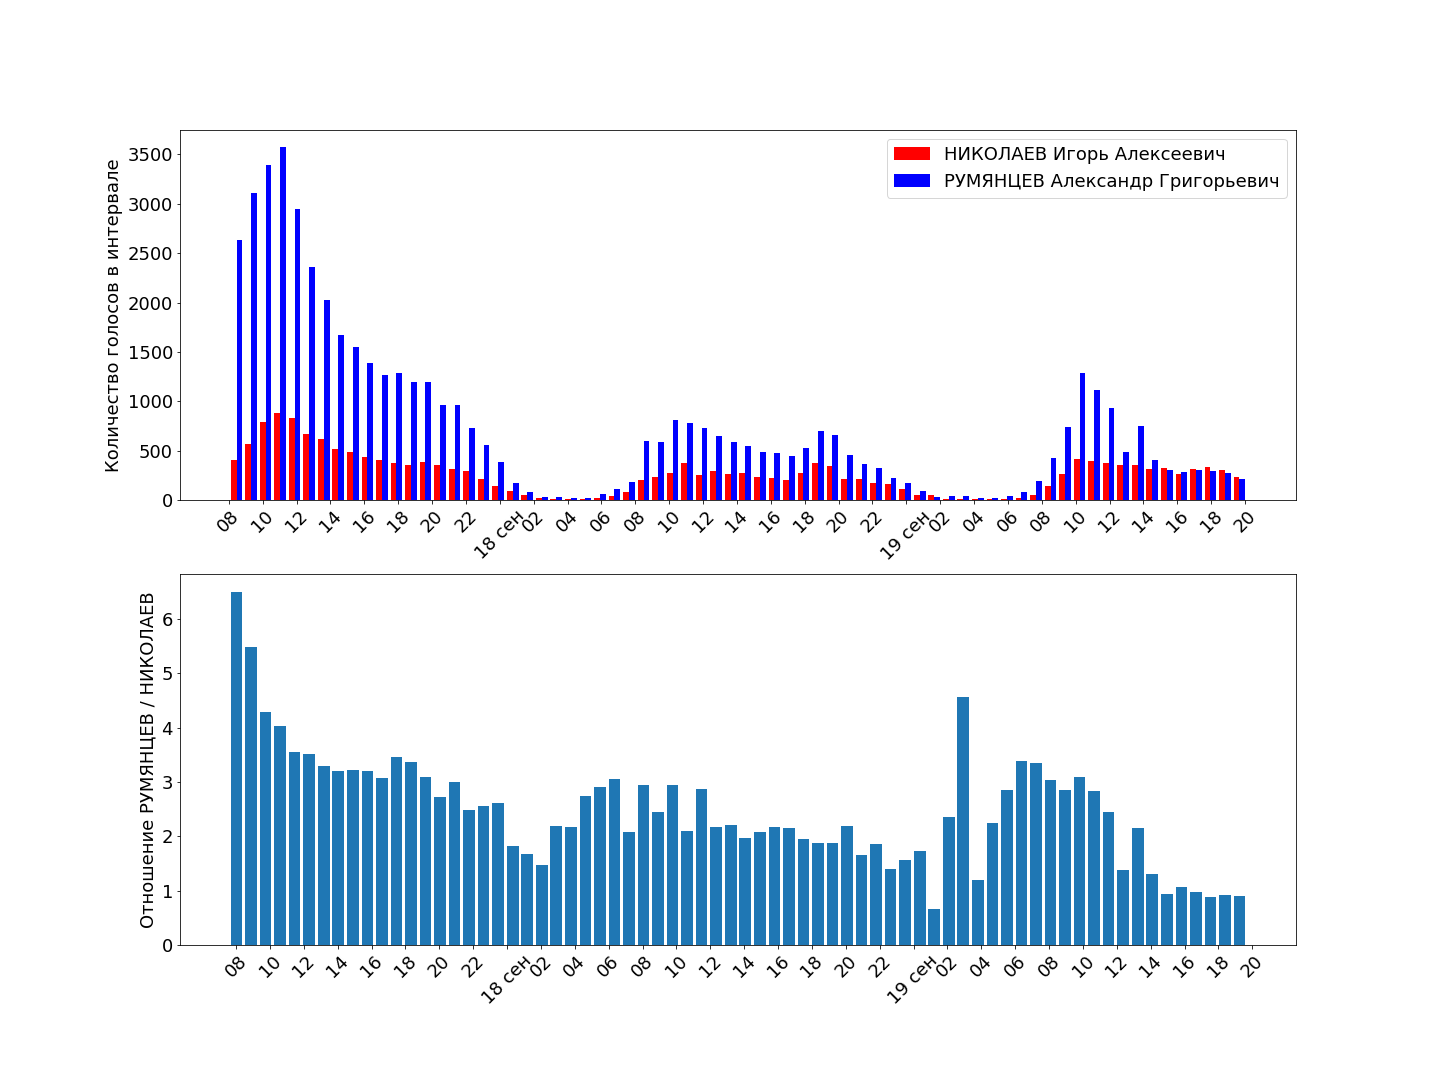 Количество голосов в интервале
3500
3000
2500
2000
1500
1000
500
0
НИКОЛАЕВ Игорь Алексеевич
РУМЯНЦЕВ Александр Григорьевич
08 10 12 14 16 18 20 22 18 сен 02 04 06 08 10 12 14 16 18 20 22 19 сен 02 04 06 08 10 12 14 16 18 20
Отношение РУМЯНЦЕВ / НИКОЛАЕВ
6
5
4
3
2
1
0
08 10 12 14 16 18 20 22 18 сен 02 04 06 08 10 12 14 16 18 20 22 19 сен 02 04 06 08 10 12 14 16 18 20